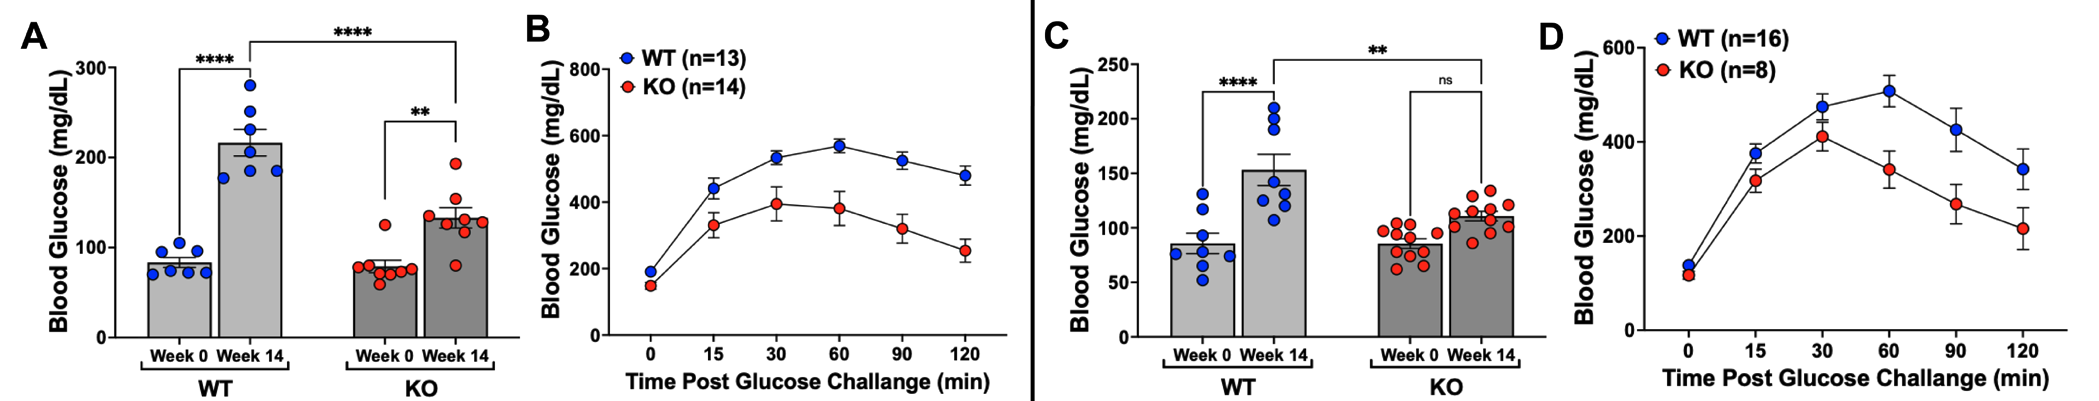 A
Blood Glucose (mg/dL)
300
200
100
0
****
****
**
Week 0 Week 14
Week 0 Week 14
WT
KO
B
WT (n=13)
KO (n=14)
Blood Glucose (mg/dL)
800
600
400
200
0
0 15 30 60 90 120
Time Post Glucose Challange (min)
C
Blood Glucose (mg/dL)
250
200
150
100
50
0
**
****
ns
Week 0 Week 14
Week 0 Week 14
WT
KO
D
WT (n=16)
KO (n=8)
Blood Glucose (mg/dL)
600
400
200
0
0 15 30 60 90 120
Time Post Glucose Challange (min)